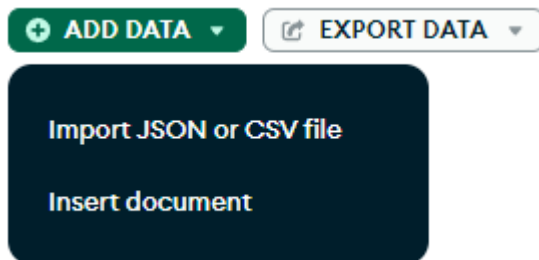 ADD DATA EXPORT DATA
Import JSON or CSV file
Insert document